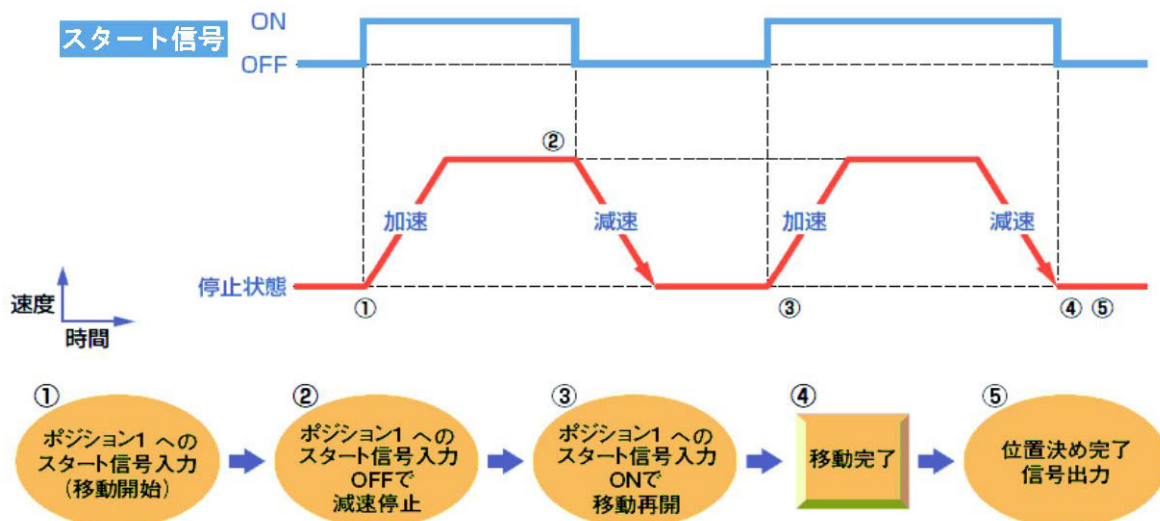 スタート信号
ON
OFF
②
加速
減速
加速
減速
停止状態
①
③
④ ⑤
速度
時間
①
ポジション1 への
スタート信号入力
(移動開始)
②
ポジション1 への
スタート信号入力
OFFで
減速停止
③
ポジション1 への
スタート信号入力
ONで
移動再開
④
移動完了
⑤
位置決め完了
信号出力